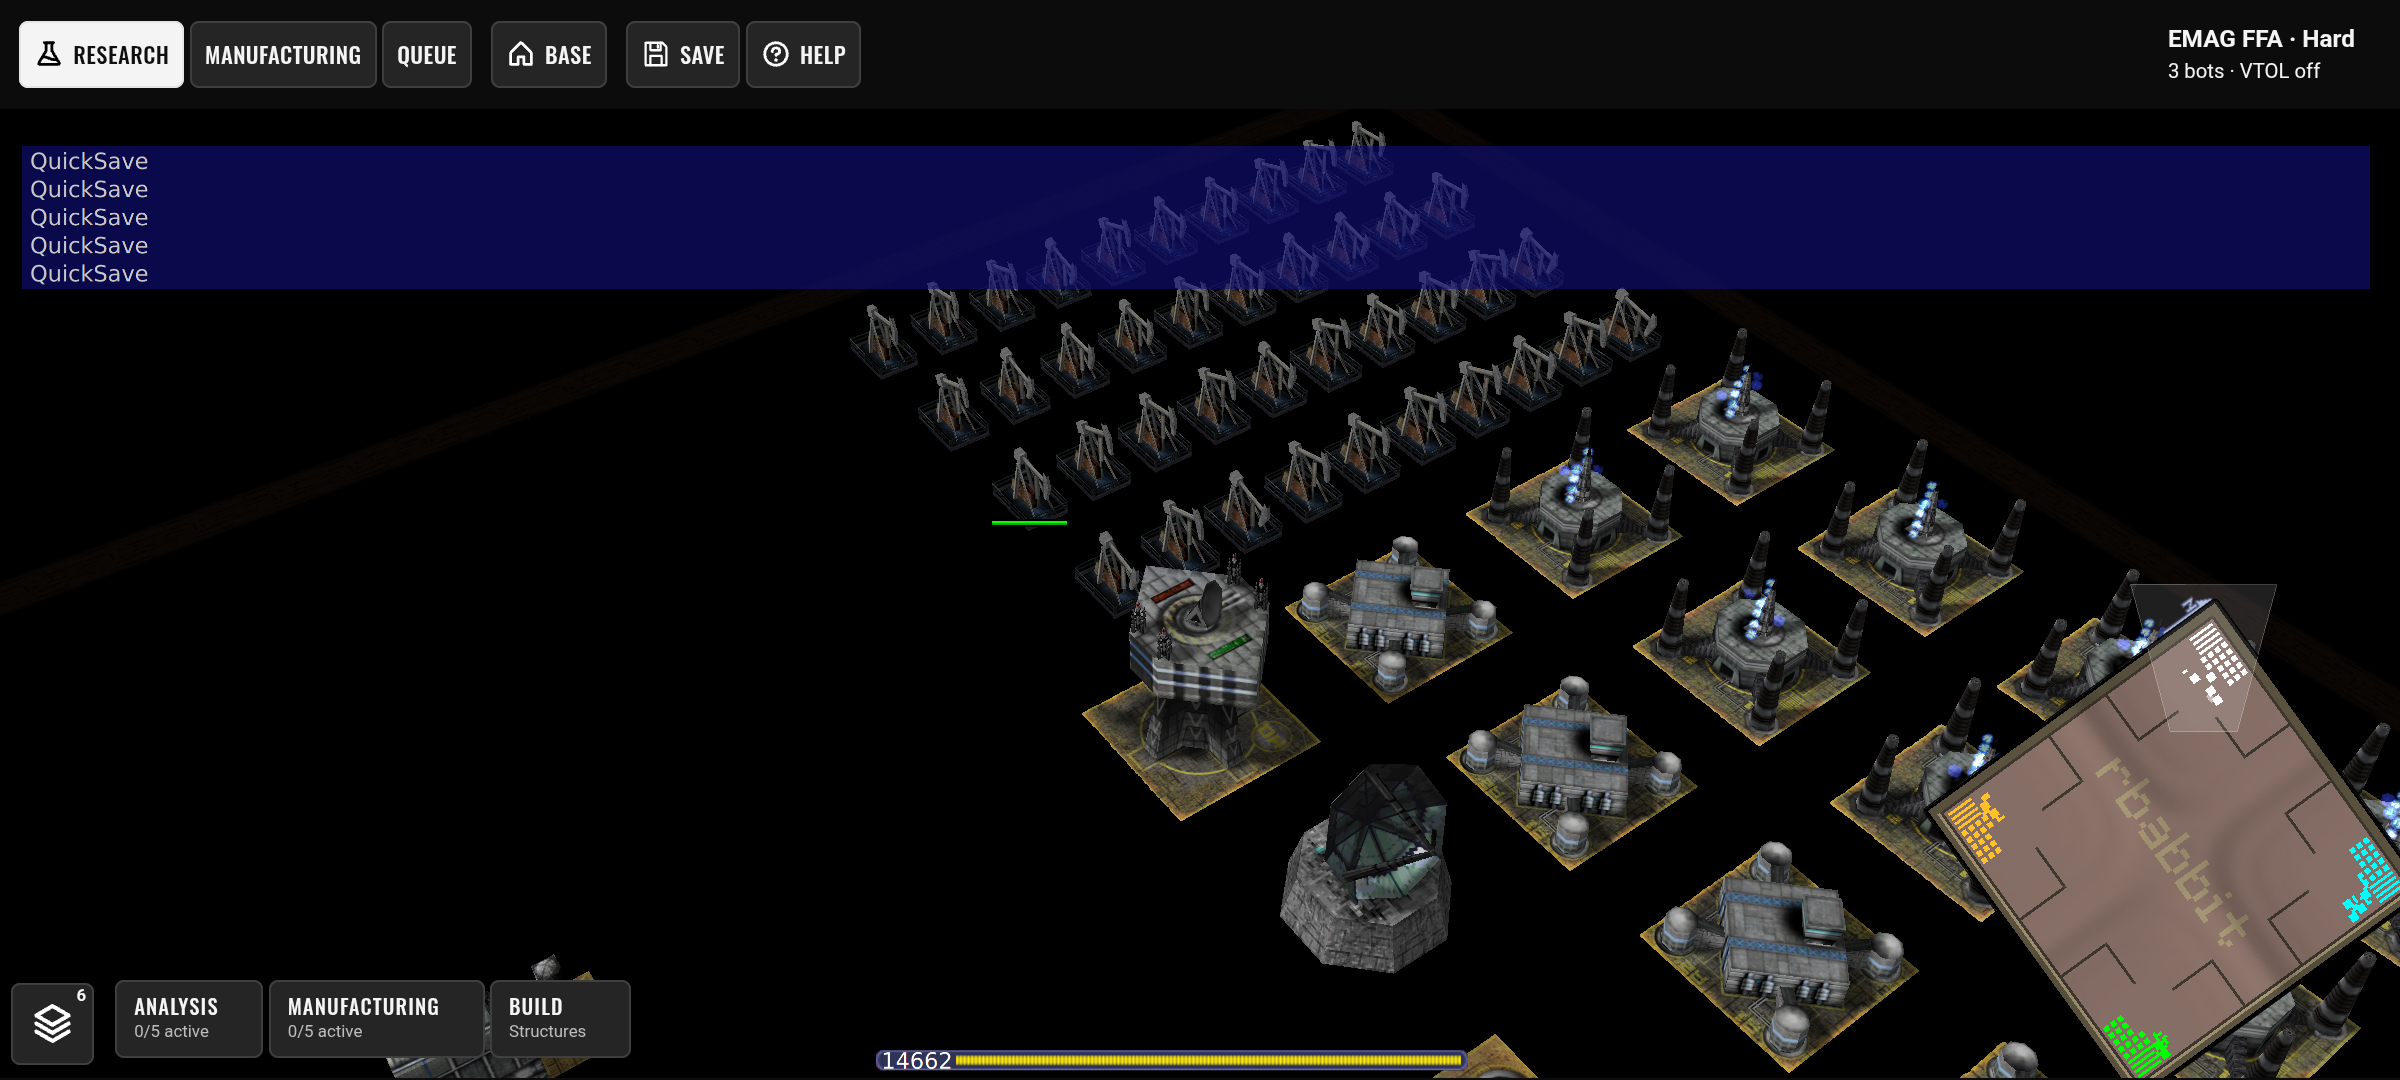 RESEARCH
MANUFACTURING
QUEUE
BASE
SAVE
HELP
EMAG FFA · Hard
3 bots · VTOL off
QuickSave
QuickSave
QuickSave
QuickSave
QuickSave
rbabbit
6
ANALYSIS
0/5 active
MANUFACTURING
0/5 active
BUILD
Structures
14662